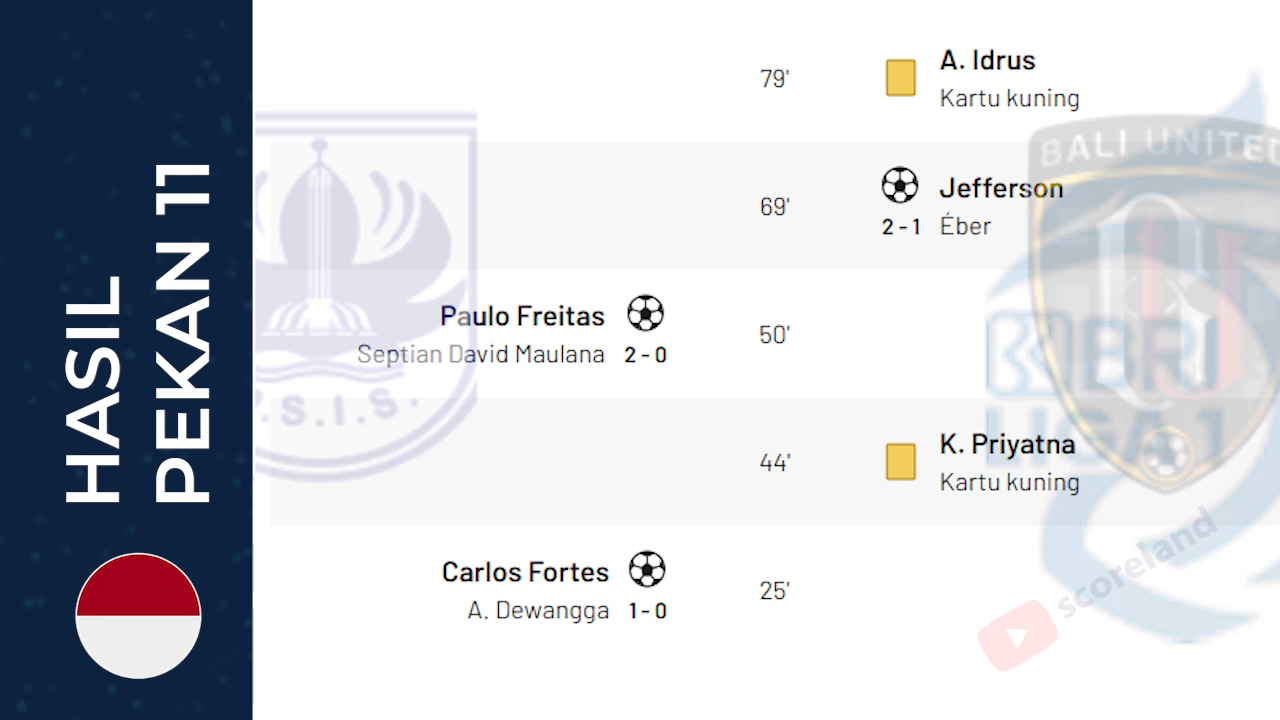 HASIL
PEKAN 11
79'
A. Idrus
Kartu kuning
69'
Jefferson
2 - 1 Éber
Paulo Freitas
Septian David Maulana 2 - 0
50'
44'
K. Priyatna
Kartu kuning
Carlos Fortes
A. Dewangga 1 - 0
25'
P.S.I.S.
BALI UNITED
BRI
LIGA 1
scoreland